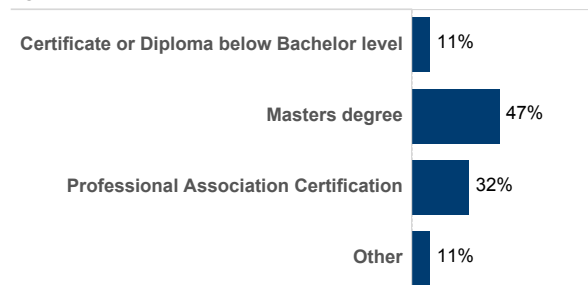 Certificate or Diploma below Bachelor level 11%
Masters degree 47%
Professional Association Certification 32%
Other 11%